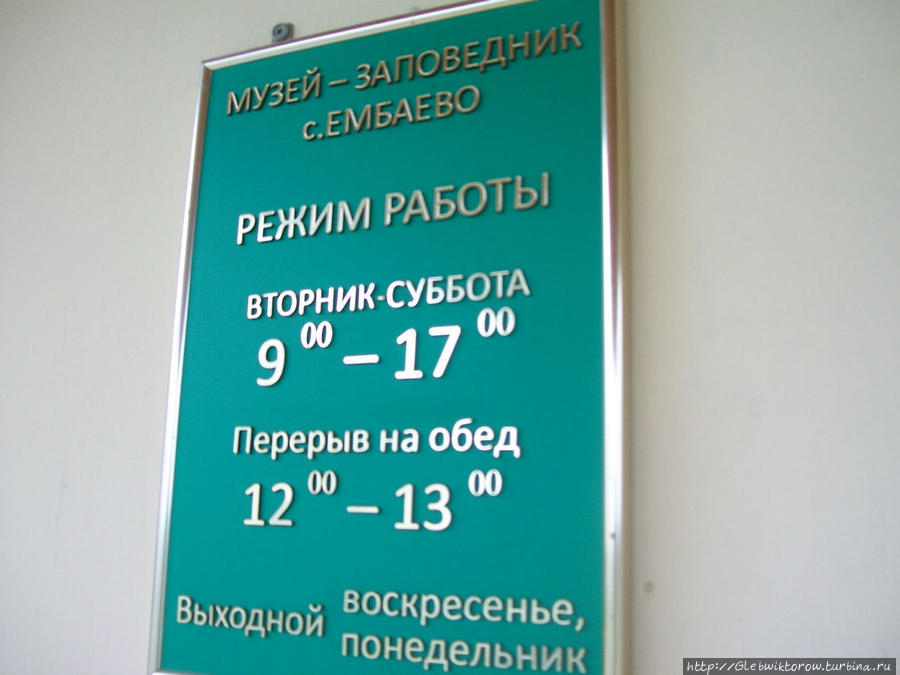 МУЗЕЙ – ЗАПОВЕДНИК
с.ЕМБАЕВО
РЕЖИМ РАБОТЫ
ВТОРНИК-СУББОТА
9 00 – 17 00
Перерыв на обед
12 00 – 13 00
Выходной воскресенье,
понедельник
http://Glebwiktorow.turbina.ru